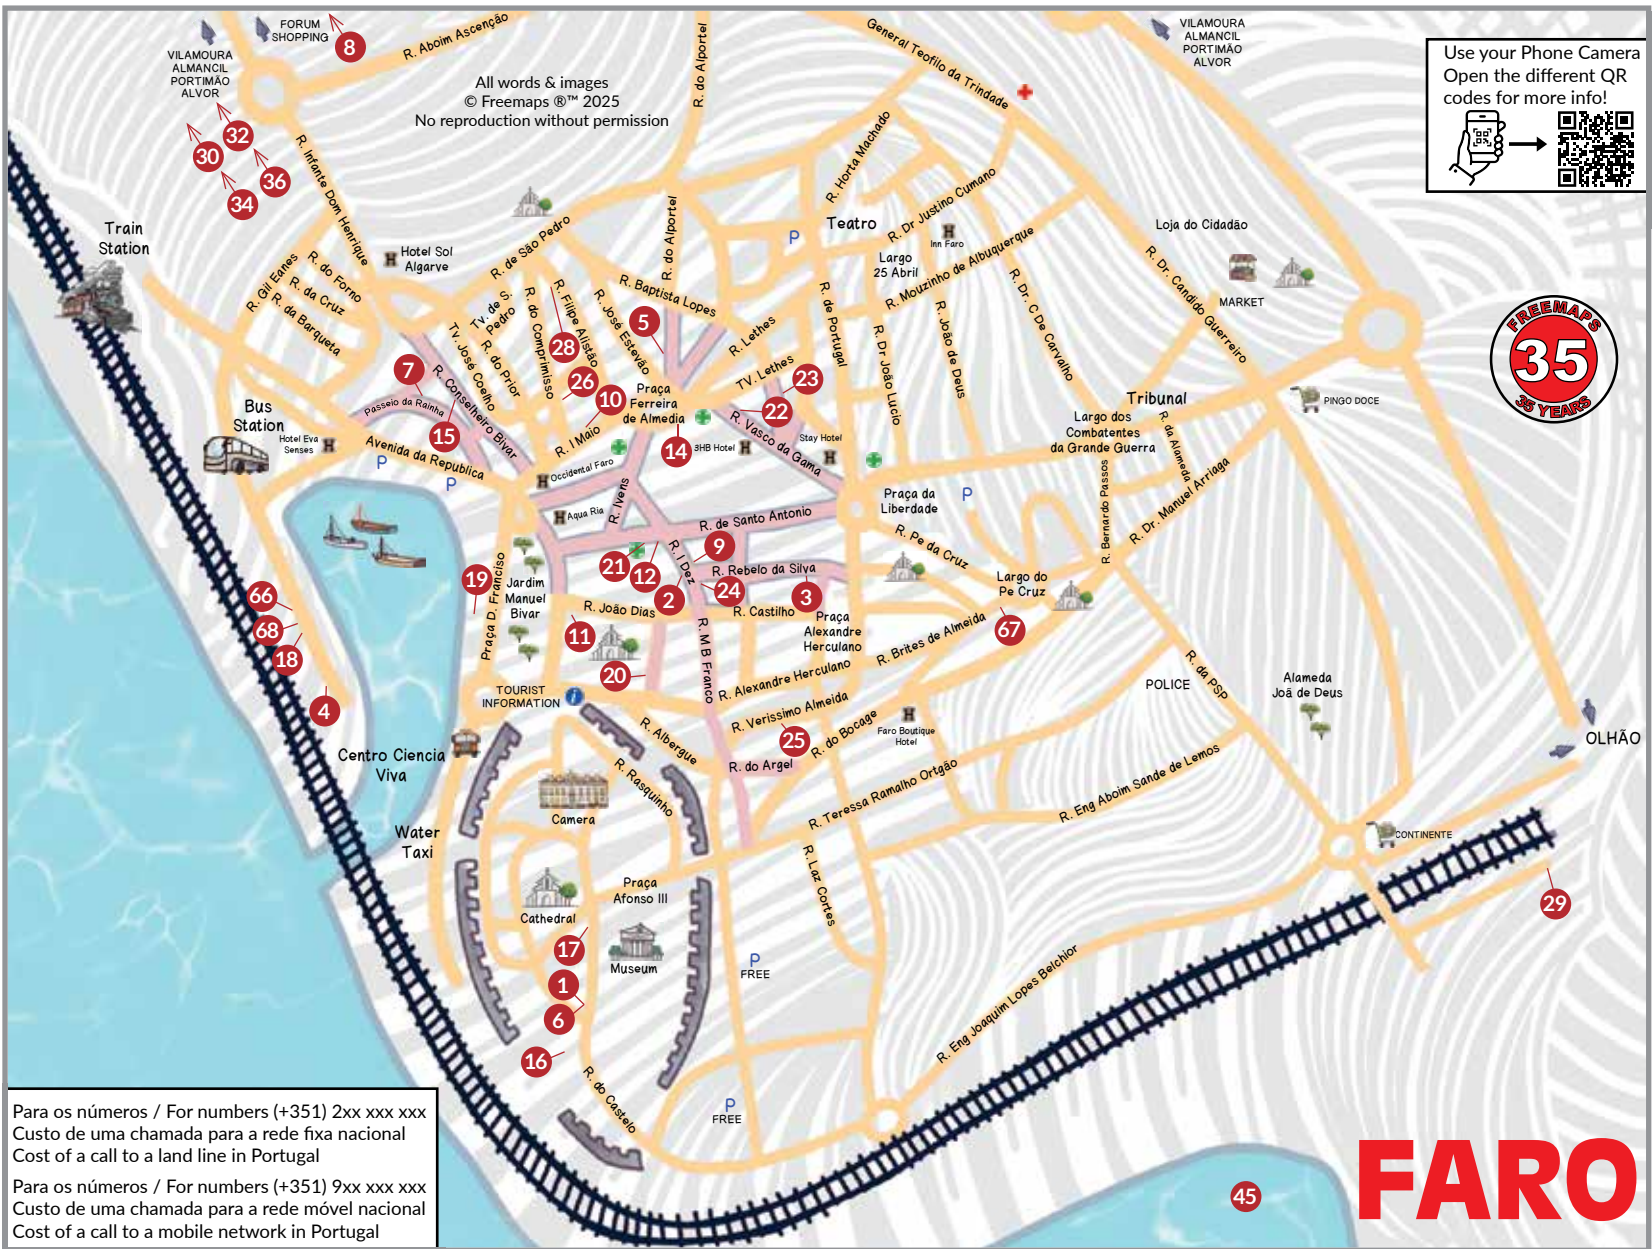 FORUM
SHOPPING
8
VILAMOURA
ALMANCIL
PORTIMÃO
ALVOR
R. Aboim Ascenção
All words & images
© Freemaps ®™ 2025
No reproduction without permission
R. do Alportel
General Teofilo da Trindade
VILAMOURA
ALMANCIL
PORTIMÃO
ALVOR
Use your Phone Camera
Open the different QR
codes for more info!
32
30
36
34
R. Infante Dom Henrique
Train
Station
Hotel Sol
Algarve
R. de São Pedro
R. do Alportel
R. Horta Machado
P
Teatro
R. Dr Justino Cumano
Inn Faro
Largo
25 Abril
R. Mouzinho de Albuquerque
Loja do Cidadão
MARKET
R. Dr. Candido Guerreiro
R. Gil Eanes
R. do Forno
R. da Cruz
R. da Barqueta
Tv. de S.
Pedro
R. do Prior
Tv. José Coelho
R. do Comprimisso
R. Filipe Alistão
R. José Estevão
R. Baptista Lopes
5
28
R. Lethes
TV. Lethes
R. de Portugal
R. Dr João Lucio
R. João de Deus
R. Dr. C De Carvalho
FREEMAPS
35
35 YEARS
7
R. Conselheiro Bivar
Passeio da Rainha
15
26
10
Praça
Ferreira
de Almedia
23
22
14
3HB Hotel
R. Vasco da Gama
Stay Hotel
Tribunal
Largo dos
Combatentes
da Grande Guerra
R. da Alameda
PINGO DOCE
Bus
Station
Hotel Eva
Senses
P
Avenida da Republica
P
R. I Maio
Occidental Faro
Aqua Ria
R. Ivens
R. de Santo Antonio
Praça da
Liberdade
P
R. Bernardo Passos
R. Dr. Manuel Arriaga
R. Pe da Cruz
21
12
R. I Dez
9
R. Rebelo da Silva
2
24
3
R. Castilho
Praça
Alexandre
Herculano
Largo do
Pe Cruz
67
19
Praça D. Franciso
Jardim
Manuel
Bivar
R. João Dias
11
20
R. M B Franco
66
68
18
4
R. Brites de Almeida
R. Alexandre Herculano
R. Verissimo Almeida
25
R. do Bocage
Faro Boutique
Hotel
R. do Argel
POLICE
R. da PSP
Alameda
Joã de Deus
OLHÃO
TOURIST
INFORMATION
R. Albergue
R. Rasquinho
Centro Ciencia
Viva
Camera
R. Teressa Ramalho Ortgão
R. Eng Aboim Sande de Lemos
CONTINENTE
Water
Taxi
R. Laz Cortes
29
Cathedral
Praça
Afonso III
17
Museum
P
FREE
1
6
16
R. Eng Joaquim Lopes Belchior
R. do Castelo
P
FREE
45
Para os números / For numbers (+351) 2xx xxx xxx
Custo de uma chamada para a rede fixa nacional
Cost of a call to a land line in Portugal
Para os números / For numbers (+351) 9xx xxx xxx
Custo de uma chamada para a rede móvel nacional
Cost of a call to a mobile network in Portugal
FARO